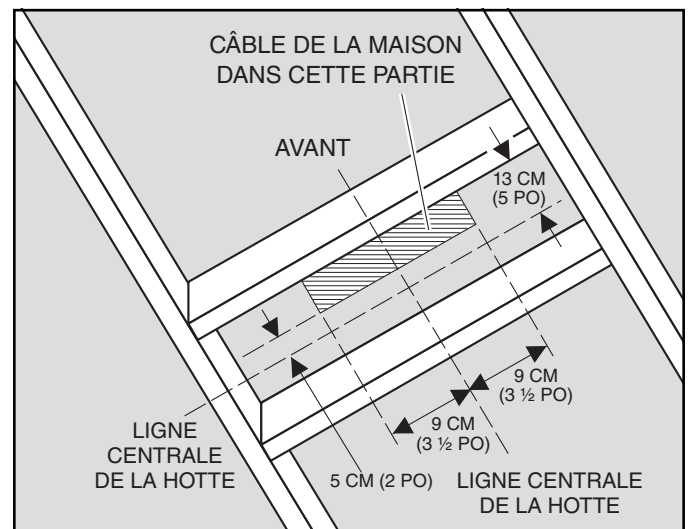 CÂBLE DE LA MAISON
DANS CETTE PARTIE
AVANT
13 CM
(5 PO)
9 CM
(3 ½ PO)
9 CM
(3 ½ PO)
LIGNE
CENTRALE
DE LA HOTTE
5 CM (2 PO)
LIGNE CENTRALE
DE LA HOTTE